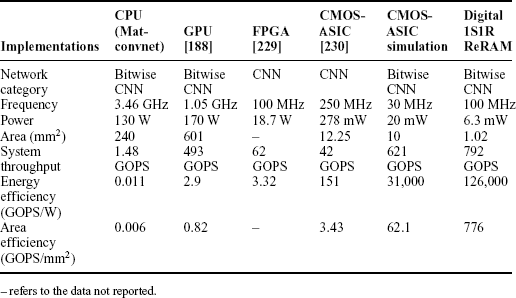 Implementations CPU (Mat-convnet) GPU [188] FPGA [229] CMOS-ASIC [230] CMOS-ASIC simulation Digital 1S1R ReRAM
Network category Bitwise CNN Bitwise CNN CNN CNN Bitwise CNN Bitwise CNN
Frequency 3.46 GHz 1.05 GHz 100 MHz 250 MHz 30 MHz 100 MHz
Power 130 W 170 W 18.7 W 278 mW 20 mW 6.3 mW
Area (mm²) 240 601 – 12.25 10 1.02
System throughput 1.48 GOPS 493 GOPS 62 GOPS 42 GOPS 621 GOPS 792 GOPS
Energy efficiency (GOPS/W) 0.011 2.9 3.32 151 31,000 126,000
Area efficiency (GOPS/mm²) 0.006 0.82 – 3.43 62.1 776
– refers to the data not reported.